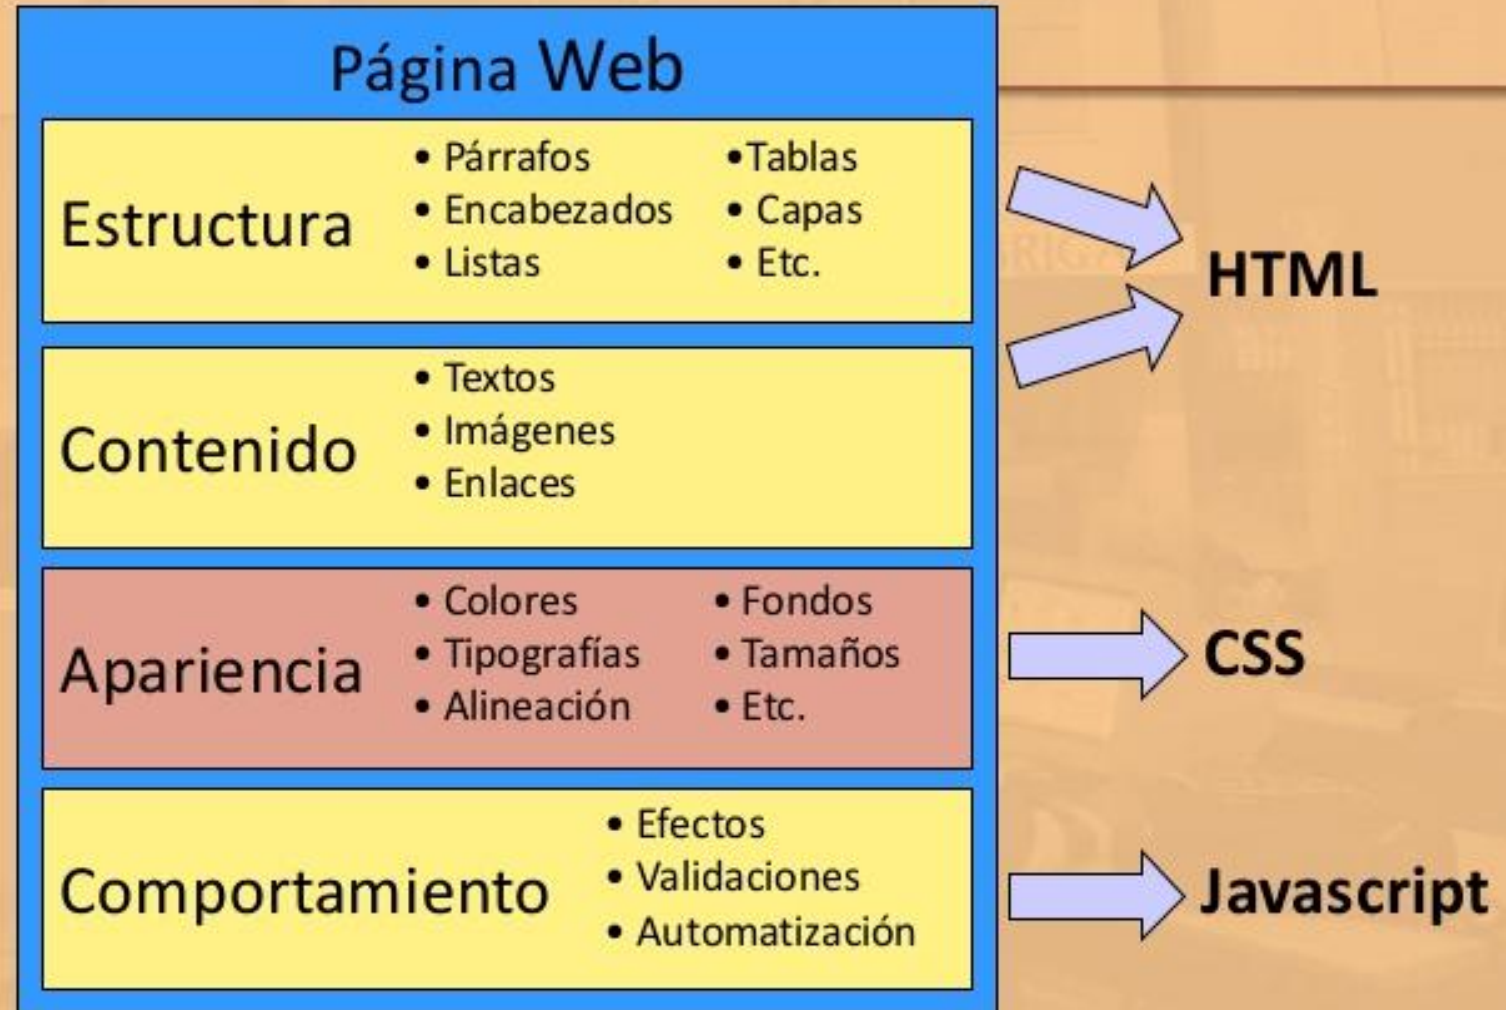 Página Web
Estructura
• Párrafos
• Encabezados
• Listas
•Tablas
• Capas
• Etc.
HTML
Contenido
• Textos
• Imágenes
• Enlaces
Apariencia
• Colores
• Tipografías
• Alineación
• Fondos
• Tamaños
• Etc.
CSS
Comportamiento
• Efectos
• Validaciones
• Automatización
Javascript